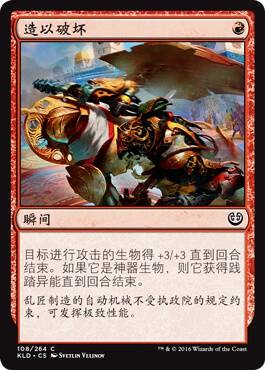 造以破坏
瞬间
目标进行攻击的生物得 +3/+3 直到回合
结束。如果它是神器生物，则它获得践
踏异能直到回合结束。
乱匠制造的自动机械不受执政院的规定约
束，可发挥极致性能。
108/264 C
KLD • CS SVETLIN VELINOV
™ & © 2016 Wizards of the Coast